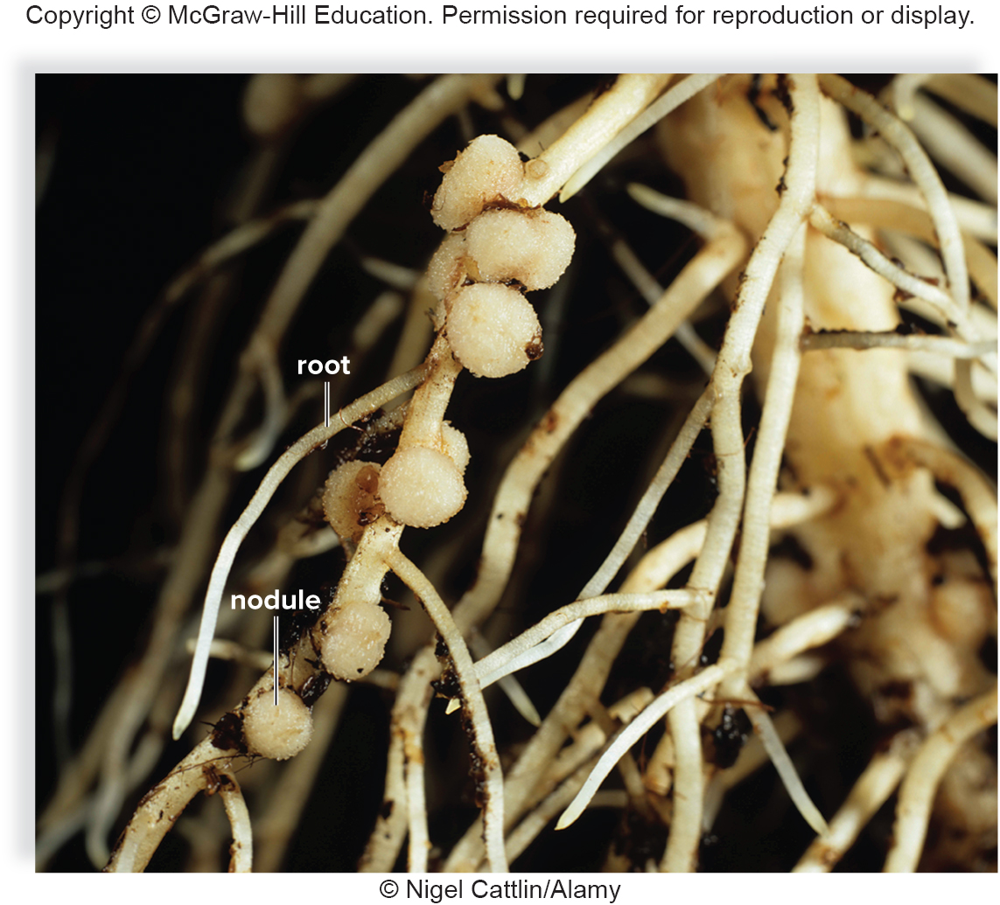 Copyright © McGraw-Hill Education. Permission required for reproduction or display.
root
nodule
© Nigel Cattlin/Alamy